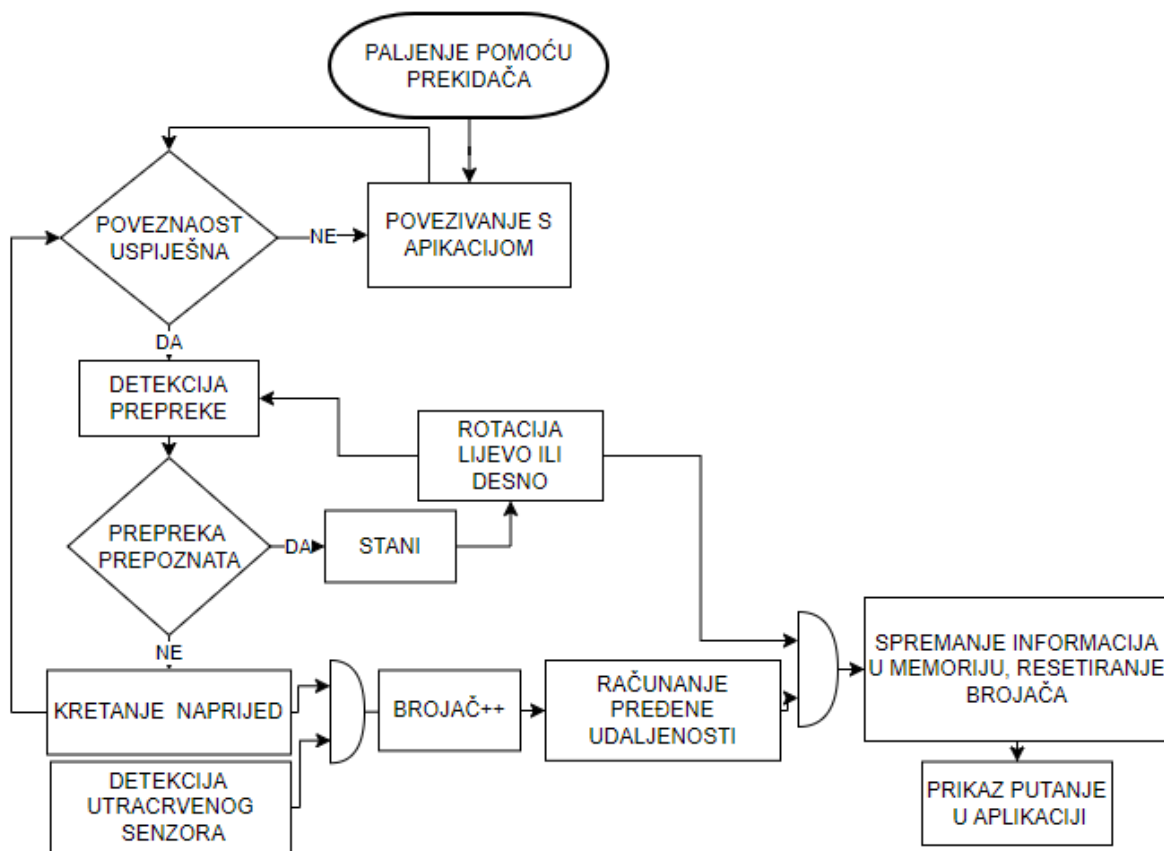 PALJENJE POMOĆU
PREKIDAČA
POVEZNAOST
USPIJEŠNA
NE
POVEZIVANJE S
APIKACIJOM
DA
DETEKCIJA
PREPREKE
ROTACIJA
LIJEVO ILI
DESNO
PREPREKA
PREPOZNATA
DA
STANI
NE
KRETANJE NAPRIJED
BROJAČ++
RAČUNANJE
PREĐENE
UDALJENOSTI
SPREMANJE INFORMACIJA
U MEMORIJU, RESETIRANJE
BROJAČA
DETEKCIJA
UTRACRVENOG
SENZORA
PRIKAZ PUTANJE
U APLIKACIJI